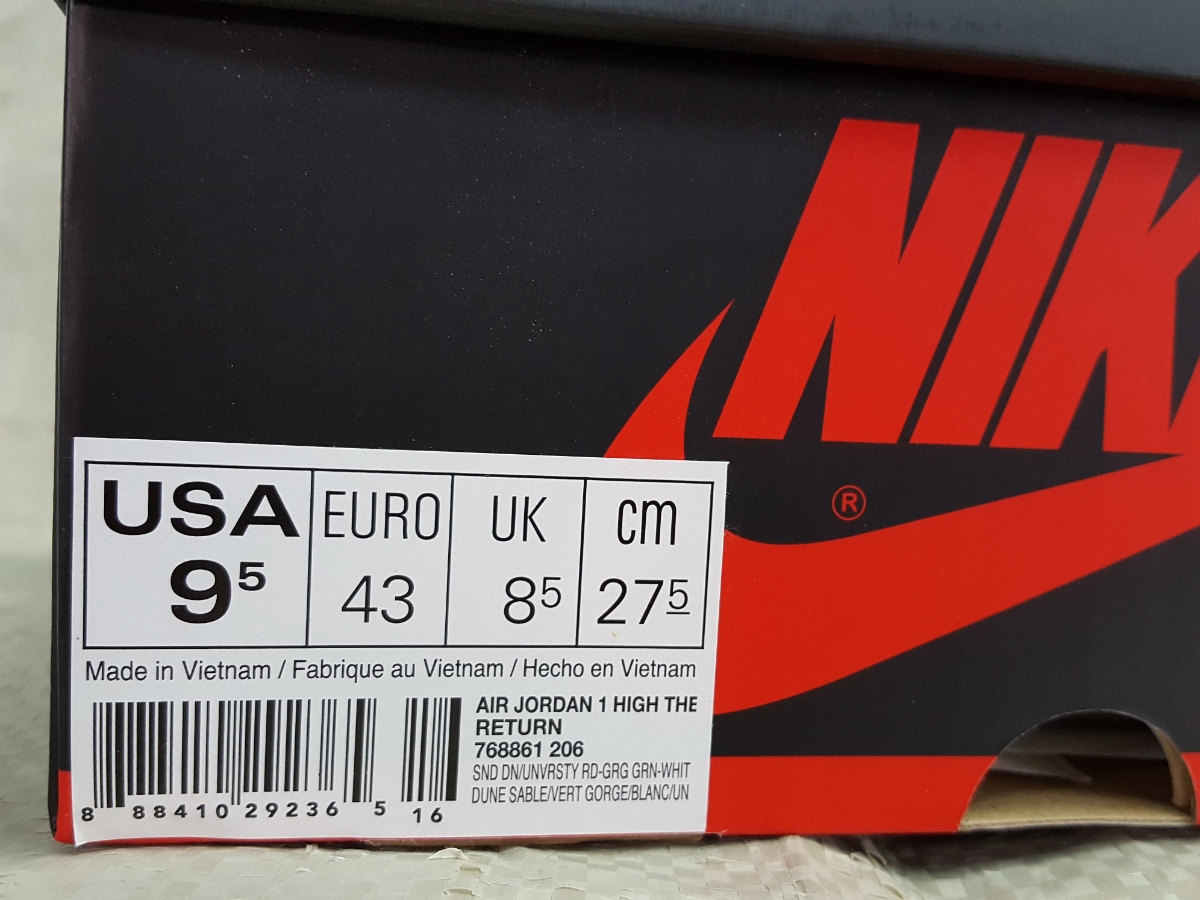 NIK
®
USA EURO UK cm
9⁵ 43 8⁵ 27⁵
Made in Vietnam / Fabrique au Vietnam / Hecho en Vietnam
AIR JORDAN 1 HIGH THE
RETURN
768861 206
SND DN/UNVRSTY RD-GRG GRN-WHIT
DUNE SABLE/VERT GORGE/BLANC/UN
8 88410 29236 5 16